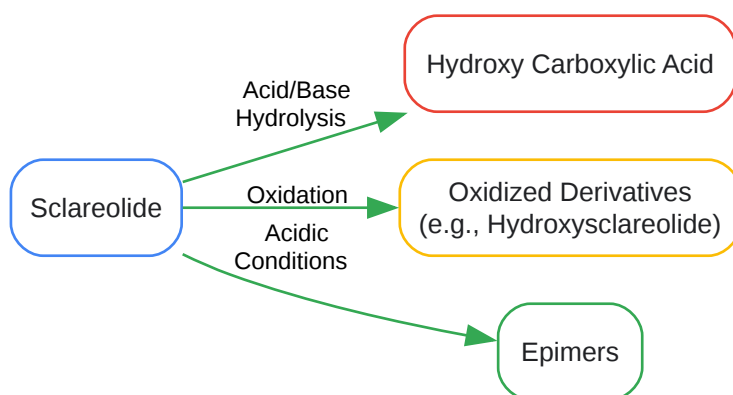 Hydroxy Carboxylic Acid
Acid/Base
Hydrolysis
Sclareolide
Oxidation
Oxidized Derivatives
(e.g., Hydroxysclareolide)
Acidic
Conditions
Epimers